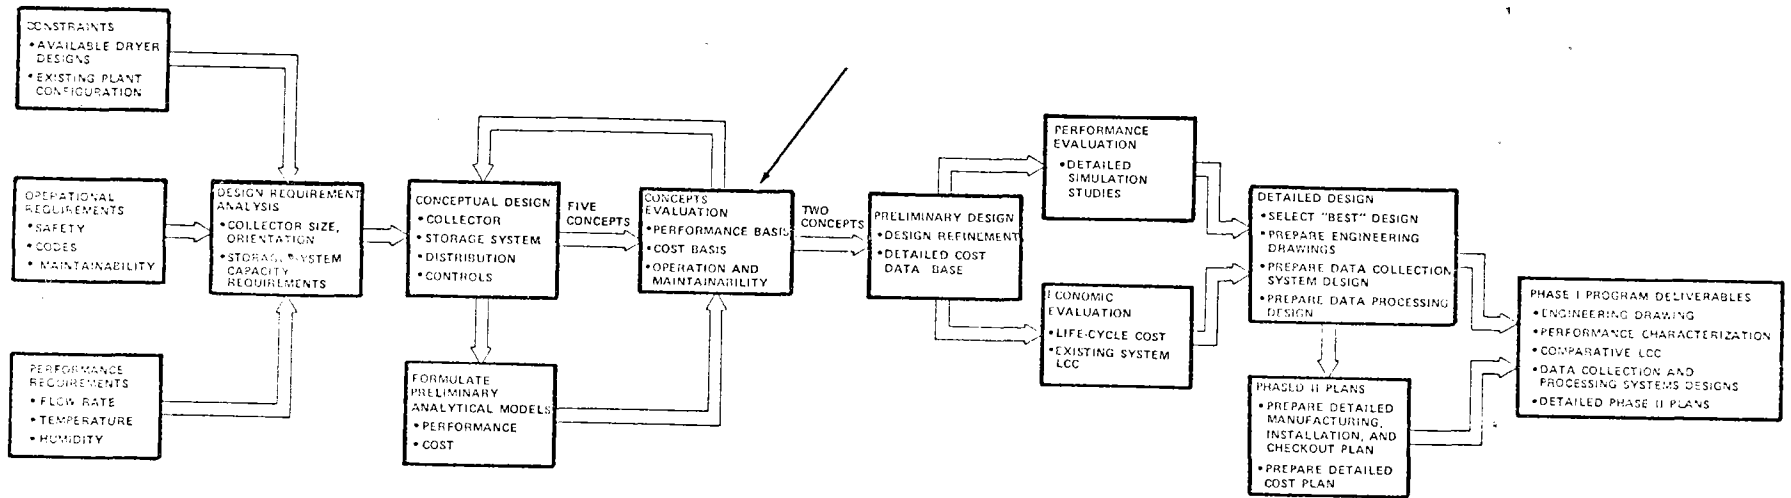 CONSTRAINTS
• AVAILABLE DRYER
DESIGNS
• EXISTING PLANT
CONFIGURATION
OPERATIONAL
REQUIREMENTS
• SAFETY
• CODES
• MAINTAINABILITY
PERFORMANCE
REQUIREMENTS
• FLOW RATE
• TEMPERATURE
• HUMIDITY
DESIGN REQUIREMENT
ANALYSIS
• COLLECTOR SIZE,
ORIENTATION
• STORAGE SYSTEM
CAPACITY
REQUIREMENTS
CONCEPTUAL DESIGN
• COLLECTOR
• STORAGE SYSTEM
• DISTRIBUTION
• CONTROLS
FORMULATE
PRELIMINARY
ANALYTICAL MODELS
• PERFORMANCE
• COST
FIVE
CONCEPTS
CONCEPTS
EVALUATION
• PERFORMANCE BASIS
• COST BASIS
• OPERATION AND
MAINTAINABILITY
TWO
CONCEPTS
PRELIMINARY DESIGN
• DESIGN REFINEMENT
• DETAILED COST
DATA BASE
PERFORMANCE
EVALUATION
• DETAILED
SIMULATION
STUDIES
ECONOMIC
EVALUATION
• LIFE-CYCLE COST
• EXISTING SYSTEM
LCC
DETAILED DESIGN
• SELECT "BEST" DESIGN
• PREPARE ENGINEERING
DRAWINGS
• PREPARE DATA COLLECTION
SYSTEM DESIGN
• PREPARE DATA PROCESSING
DESIGN
PHASED II PLANS
• PREPARE DETAILED
MANUFACTURING,
INSTALLATION, AND
CHECKOUT PLAN
• PREPARE DETAILED
COST PLAN
PHASE I PROGRAM DELIVERABLES
• ENGINEERING DRAWING
• PERFORMANCE CHARACTERIZATION
• COMPARATIVE LCC
• DATA COLLECTION AND
PROCESSING SYSTEMS DESIGNS
• DETAILED PHASE II PLANS